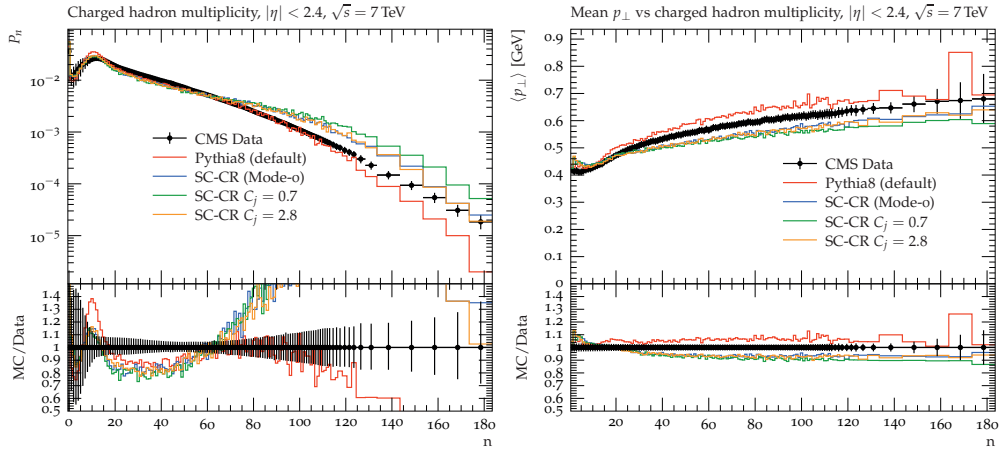 Charged hadron multiplicity, |η| < 2.4, √s = 7 TeV
Pₙ
10⁻²
10⁻³
10⁻⁴
10⁻⁵
CMS Data
Pythia8 (default)
SC-CR (Mode-0)
SC-CR Cⱼ = 0.7
SC-CR Cⱼ = 2.8
MC/Data
1.4
1.3
1.2
1.1
1
0.9
0.8
0.7
0.6
0.5
0 20 40 60 80 100 120 140 160 180
n
Mean p⊥ vs charged hadron multiplicity, |η| < 2.4, √s = 7 TeV
⟨p⊥⟩ [GeV]
0.9
0.8
0.7
0.6
0.5
0.4
0.3
0.2
0.1
0
CMS Data
Pythia8 (default)
SC-CR (Mode-0)
SC-CR Cⱼ = 0.7
SC-CR Cⱼ = 2.8
MC/Data
1.4
1.3
1.2
1.1
1
0.9
0.8
0.7
0.6
0.5
0 20 40 60 80 100 120 140 160 180
n